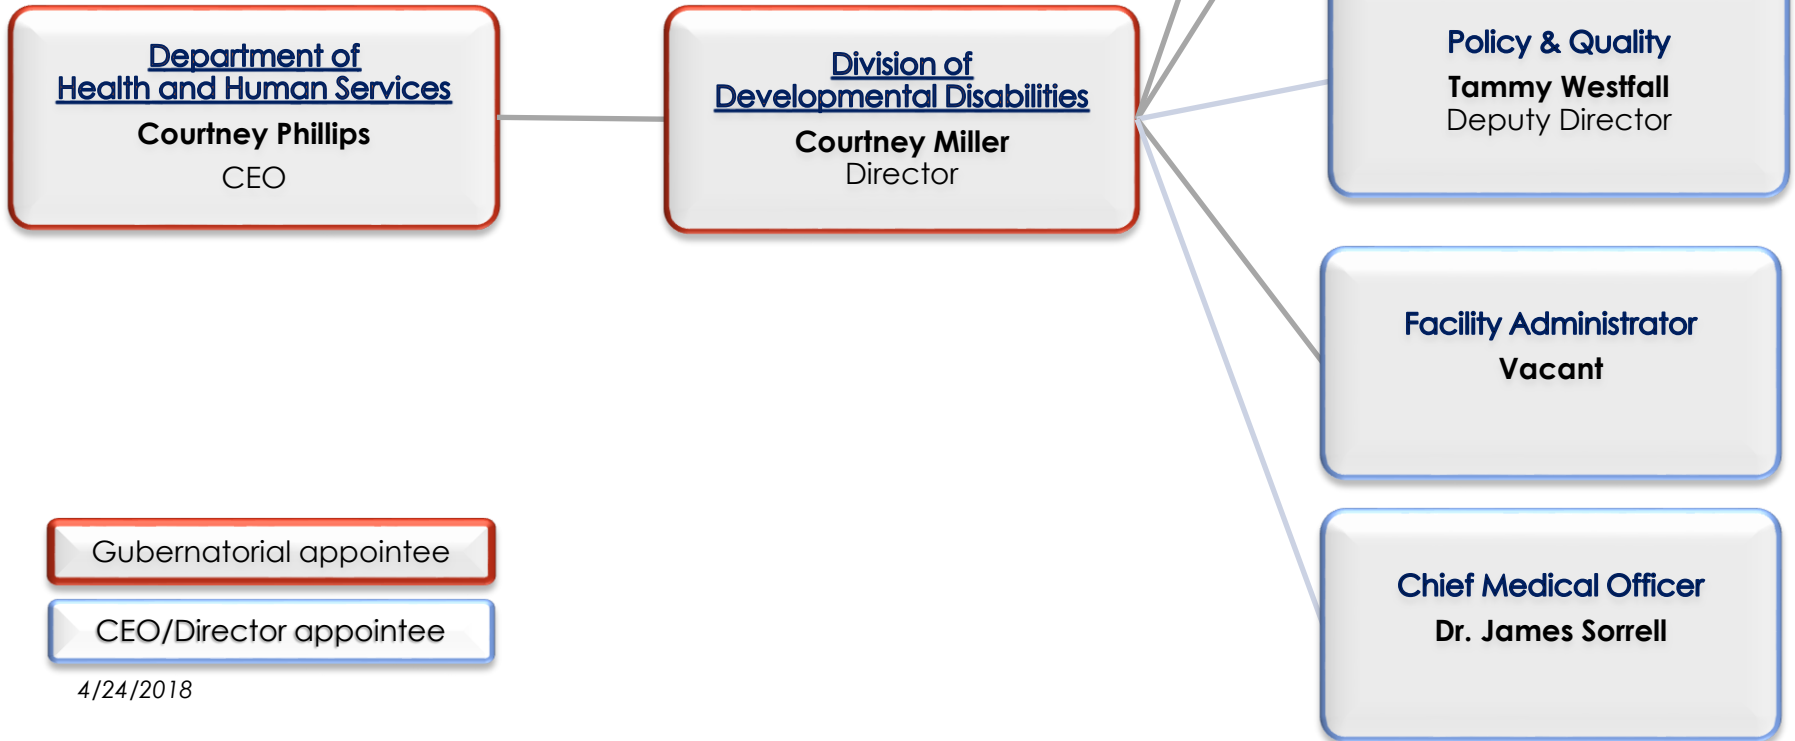 Department of
Health and Human Services
Courtney Phillips
CEO
Division of
Developmental Disabilities
Courtney Miller
Director
Policy & Quality
Tammy Westfall
Deputy Director
Facility Administrator
Vacant
Chief Medical Officer
Dr. James Sorrell
Gubernatorial appointee
CEO/Director appointee
4/24/2018